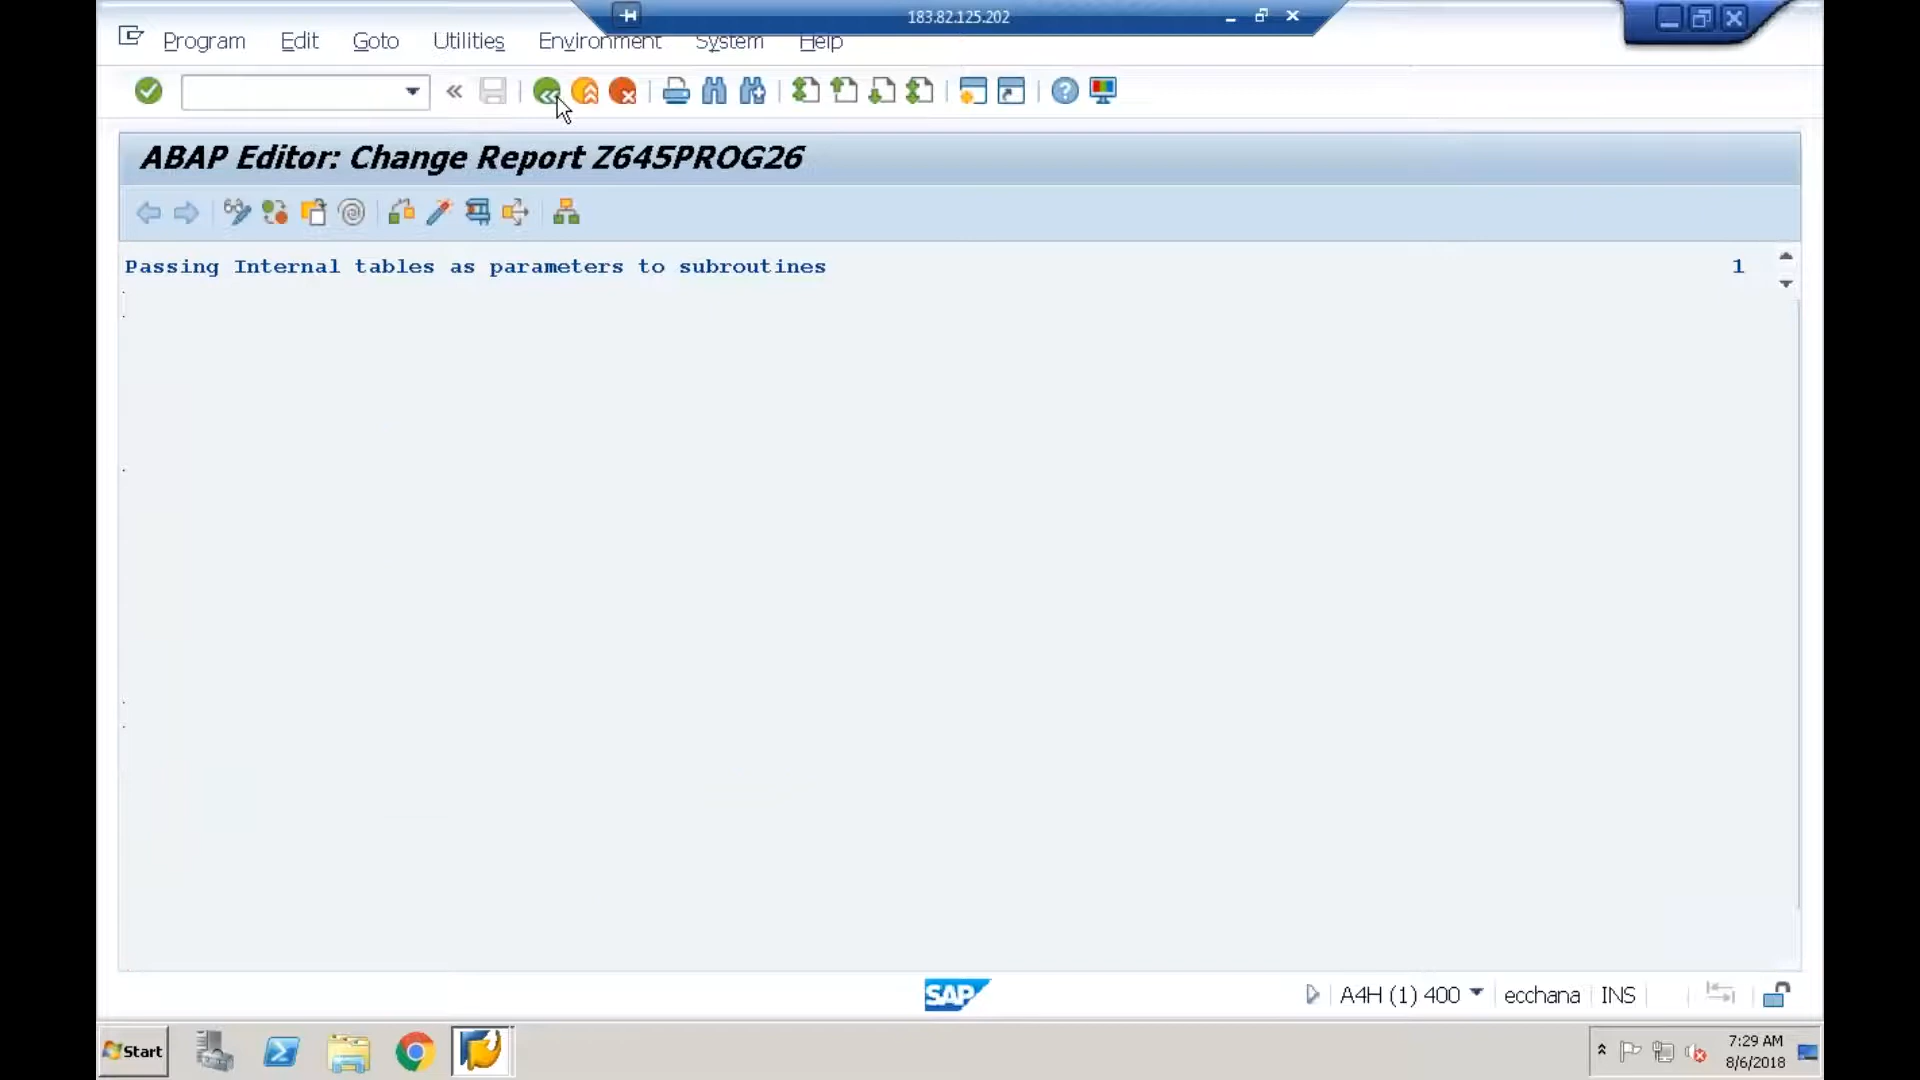 183.82.125.202
Program Edit Goto Utilities Environment System Help
ABAP Editor: Change Report Z645PROG26
Passing Internal tables as parameters to subroutines 1
SAP
A4H (1) 400 ecchana INS
Start
7:29 AM
8/6/2018